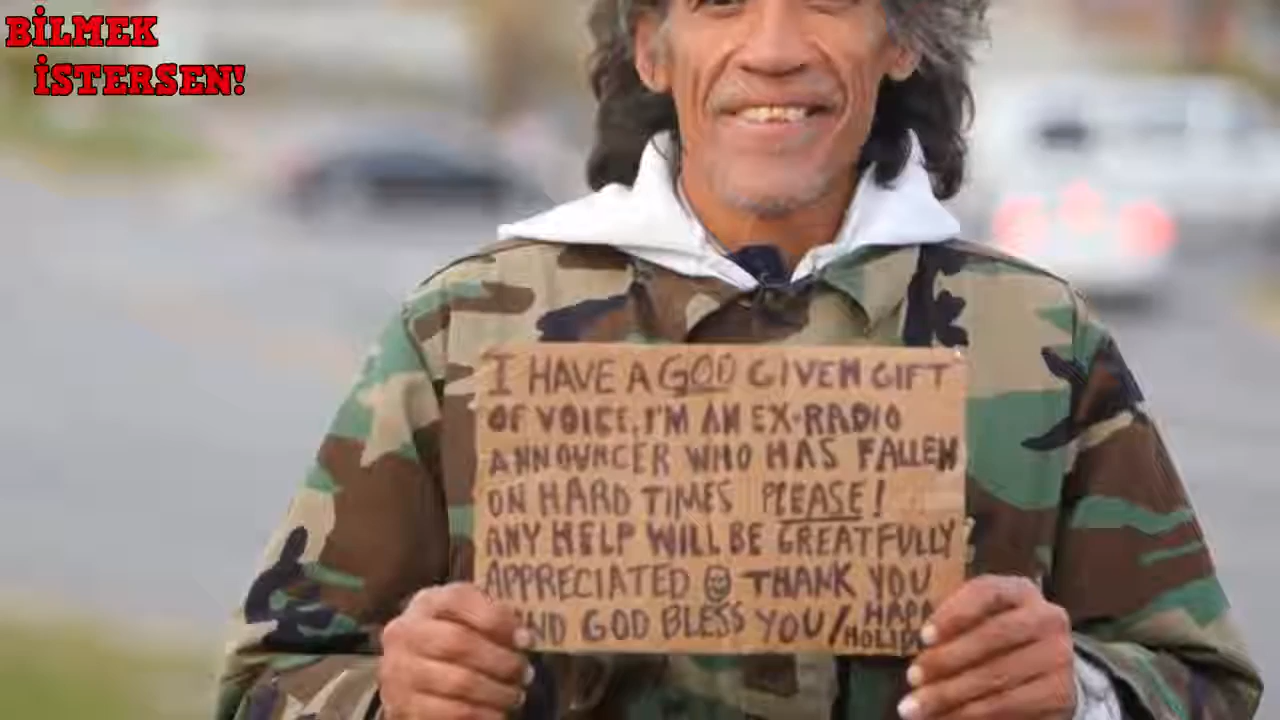 BİLMEK
İSTERSEN!
I HAVE A GOD GIVEN GIFT
OF VOICE. I'M AN EX-RADIO
ANNOUNCER WHO HAS FALLEN
ON HARD TIMES PLEASE!
ANY HELP WILL BE GREATFULLY
APPRECIATED THANK YOU
AND GOD BLESS YOU/